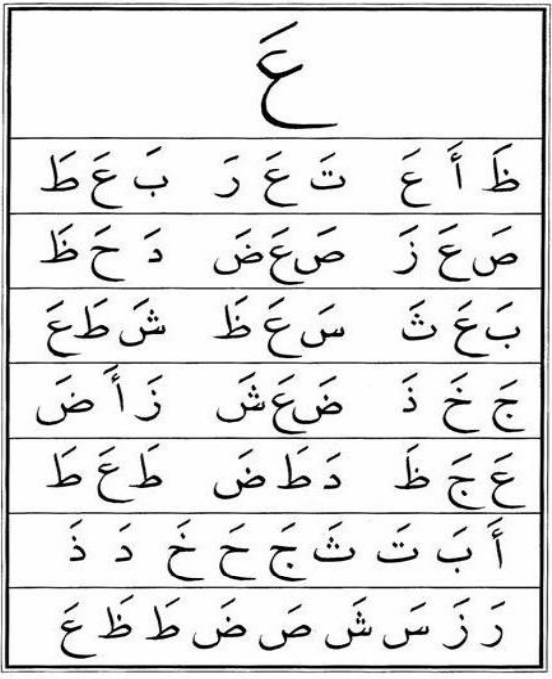 عَ
ظَ أَ عَ تَ عَ رَ بَ عَ طَ
صَ عَ زَ صَ عَ ضَ دَ حَ ظَ
بَ عَ ثَ سَ عَ ظَ شَ طَ عَ
جَ خَ ذَ ضَ عَ شَ زَ أَ ضَ
عَ جَ ظَ دَ طَ ضَ طَ عَ طَ
أَ بَ تَ ثَ جَ حَ خَ دَ ذَ
رَ زَ سَ شَ صَ ضَ طَ ظَ عَ